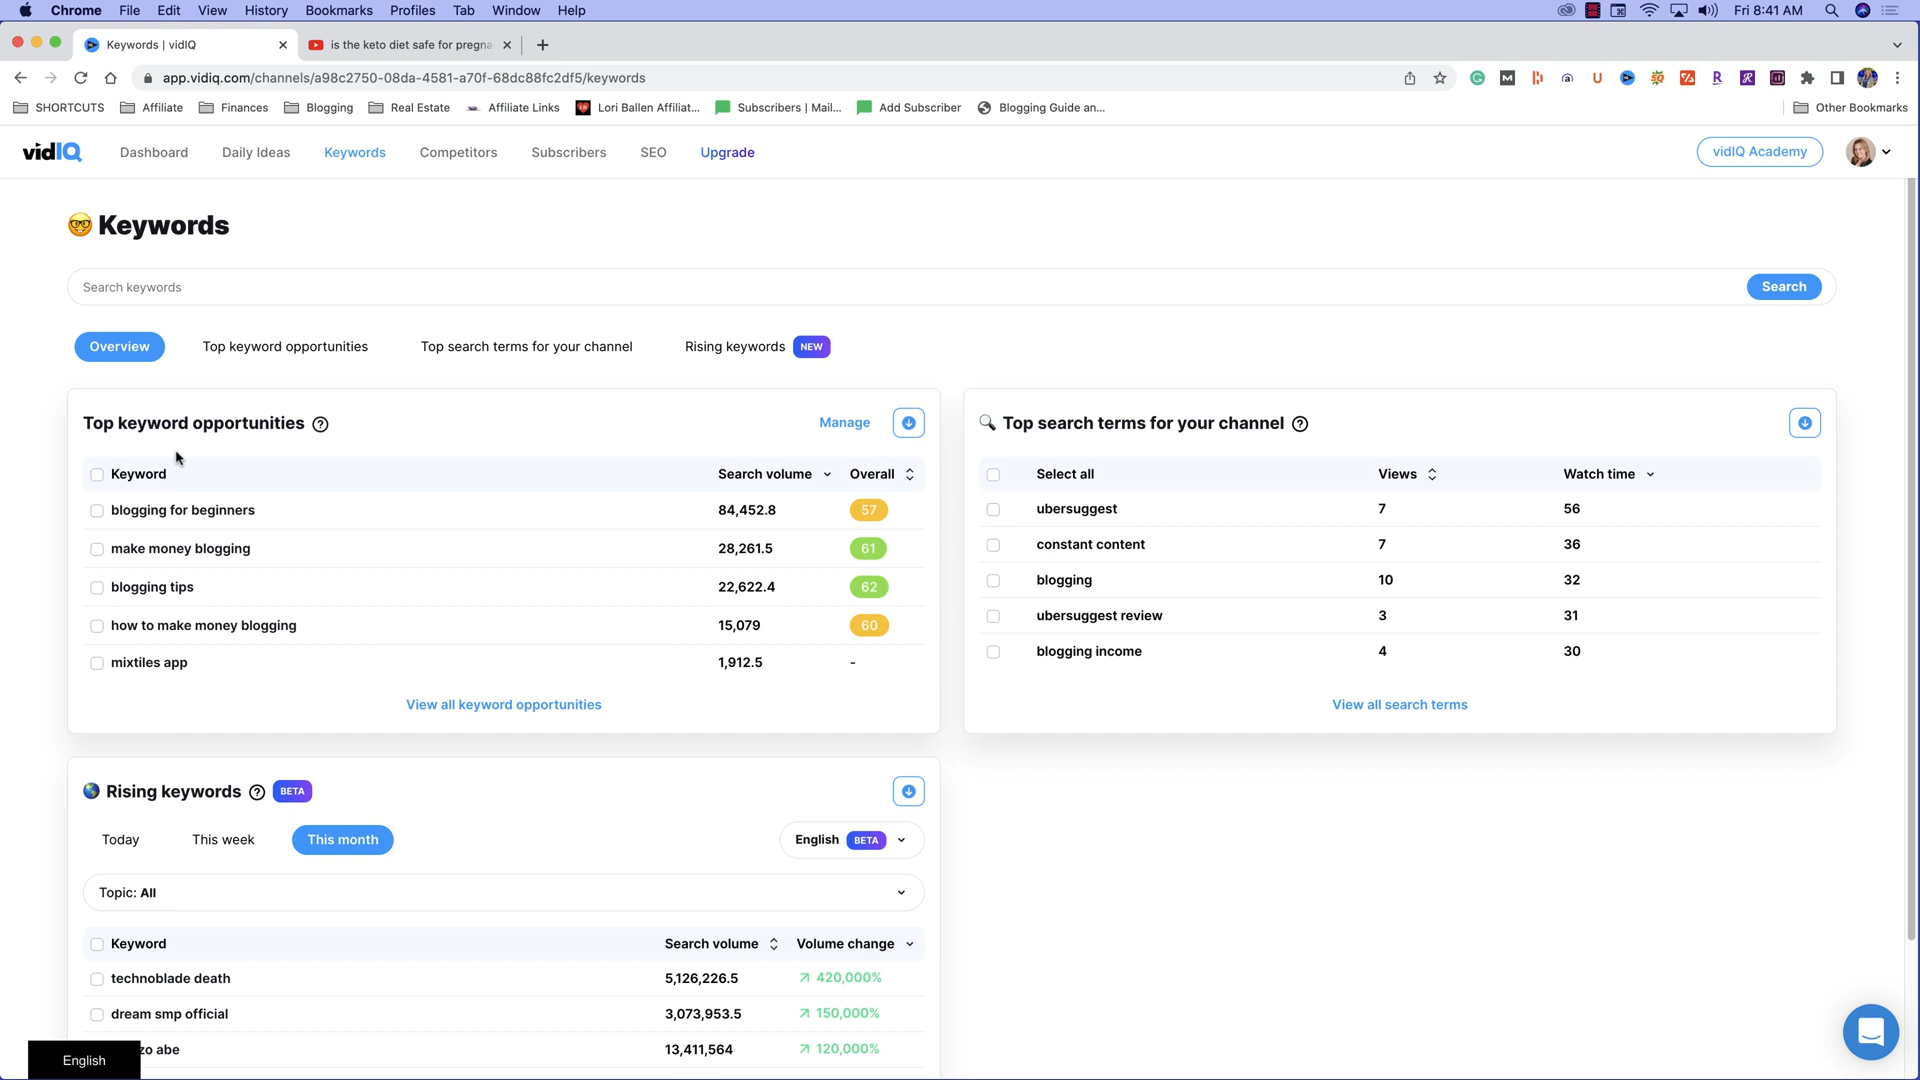 Chrome File Edit View History Bookmarks Profiles Tab Window Help Fri 8:41 AM
Keywords | vidIQ is the keto diet safe for pregna
app.vidiq.com/channels/a98c2750-08da-4581-a70f-68dc88fc2df5/keywords
SHORTCUTS Affiliate Finances Blogging Real Estate Affiliate Links Lori Ballen Affiliat... Subscribers | Mail... Add Subscriber Blogging Guide an... Other Bookmarks
vidIQ Dashboard Daily Ideas Keywords Competitors Subscribers SEO Upgrade vidIQ Academy
Keywords
Search keywords Search
Overview Top keyword opportunities Top search terms for your channel Rising keywords NEW
Top keyword opportunities ? Manage
Keyword Search volume Overall
blogging for beginners 84,452.8 57
make money blogging 28,261.5 61
blogging tips 22,622.4 62
how to make money blogging 15,079 60
mixtiles app 1,912.5 -
View all keyword opportunities
Top search terms for your channel ?
Select all Views Watch time
ubersuggest 7 56
constant content 7 36
blogging 10 32
ubersuggest review 3 31
blogging income 4 30
View all search terms
Rising keywords ? BETA
Today This week This month English BETA
Topic: All
Keyword Search volume Volume change
technoblade death 5,126,226.5 420,000%
dream smp official 3,073,953.5 150,000%
zo abe 13,411,564 120,000%
English